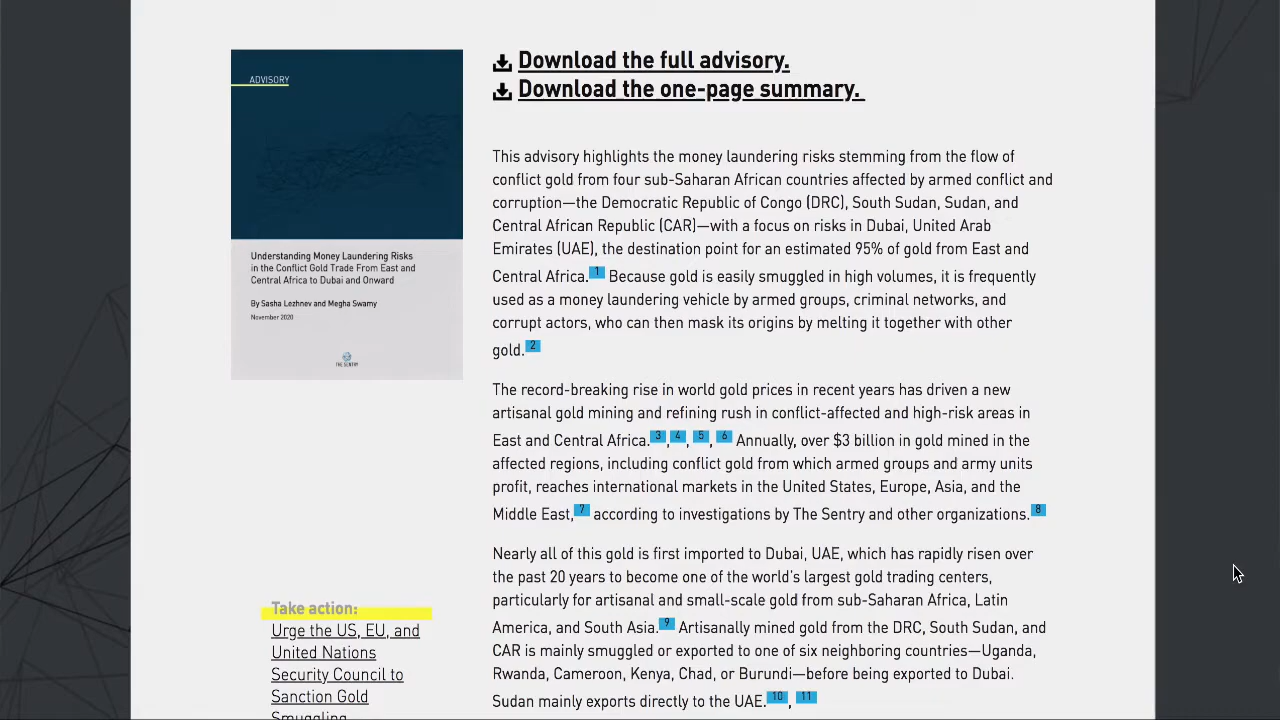 ADVISORY
Understanding Money Laundering Risks
in the Conflict Gold Trade From East and
Central Africa to Dubai and Onward
By Sasha Lezhnev and Megha Swamy
November 2020
THE SENTRY
Download the full advisory.
Download the one-page summary.
This advisory highlights the money laundering risks stemming from the flow of
conflict gold from four sub-Saharan African countries affected by armed conflict and
corruption—the Democratic Republic of Congo (DRC), South Sudan, Sudan, and
Central African Republic (CAR)—with a focus on risks in Dubai, United Arab
Emirates (UAE), the destination point for an estimated 95% of gold from East and
Central Africa.1 Because gold is easily smuggled in high volumes, it is frequently
used as a money laundering vehicle by armed groups, criminal networks, and
corrupt actors, who can then mask its origins by melting it together with other
gold.2
The record-breaking rise in world gold prices in recent years has driven a new
artisanal gold mining and refining rush in conflict-affected and high-risk areas in
East and Central Africa.3,4,5,6 Annually, over $3 billion in gold mined in the
affected regions, including conflict gold from which armed groups and army units
profit, reaches international markets in the United States, Europe, Asia, and the
Middle East,7 according to investigations by The Sentry and other organizations.8
Nearly all of this gold is first imported to Dubai, UAE, which has rapidly risen over
the past 20 years to become one of the world's largest gold trading centers,
particularly for artisanal and small-scale gold from sub-Saharan Africa, Latin
America, and South Asia.9 Artisanally mined gold from the DRC, South Sudan, and
CAR is mainly smuggled or exported to one of six neighboring countries—Uganda,
Rwanda, Cameroon, Kenya, Chad, or Burundi—before being exported to Dubai.
Sudan mainly exports directly to the UAE.10,11
Take action:
Urge the US, EU, and
United Nations
Security Council to
Sanction Gold
Smuggling